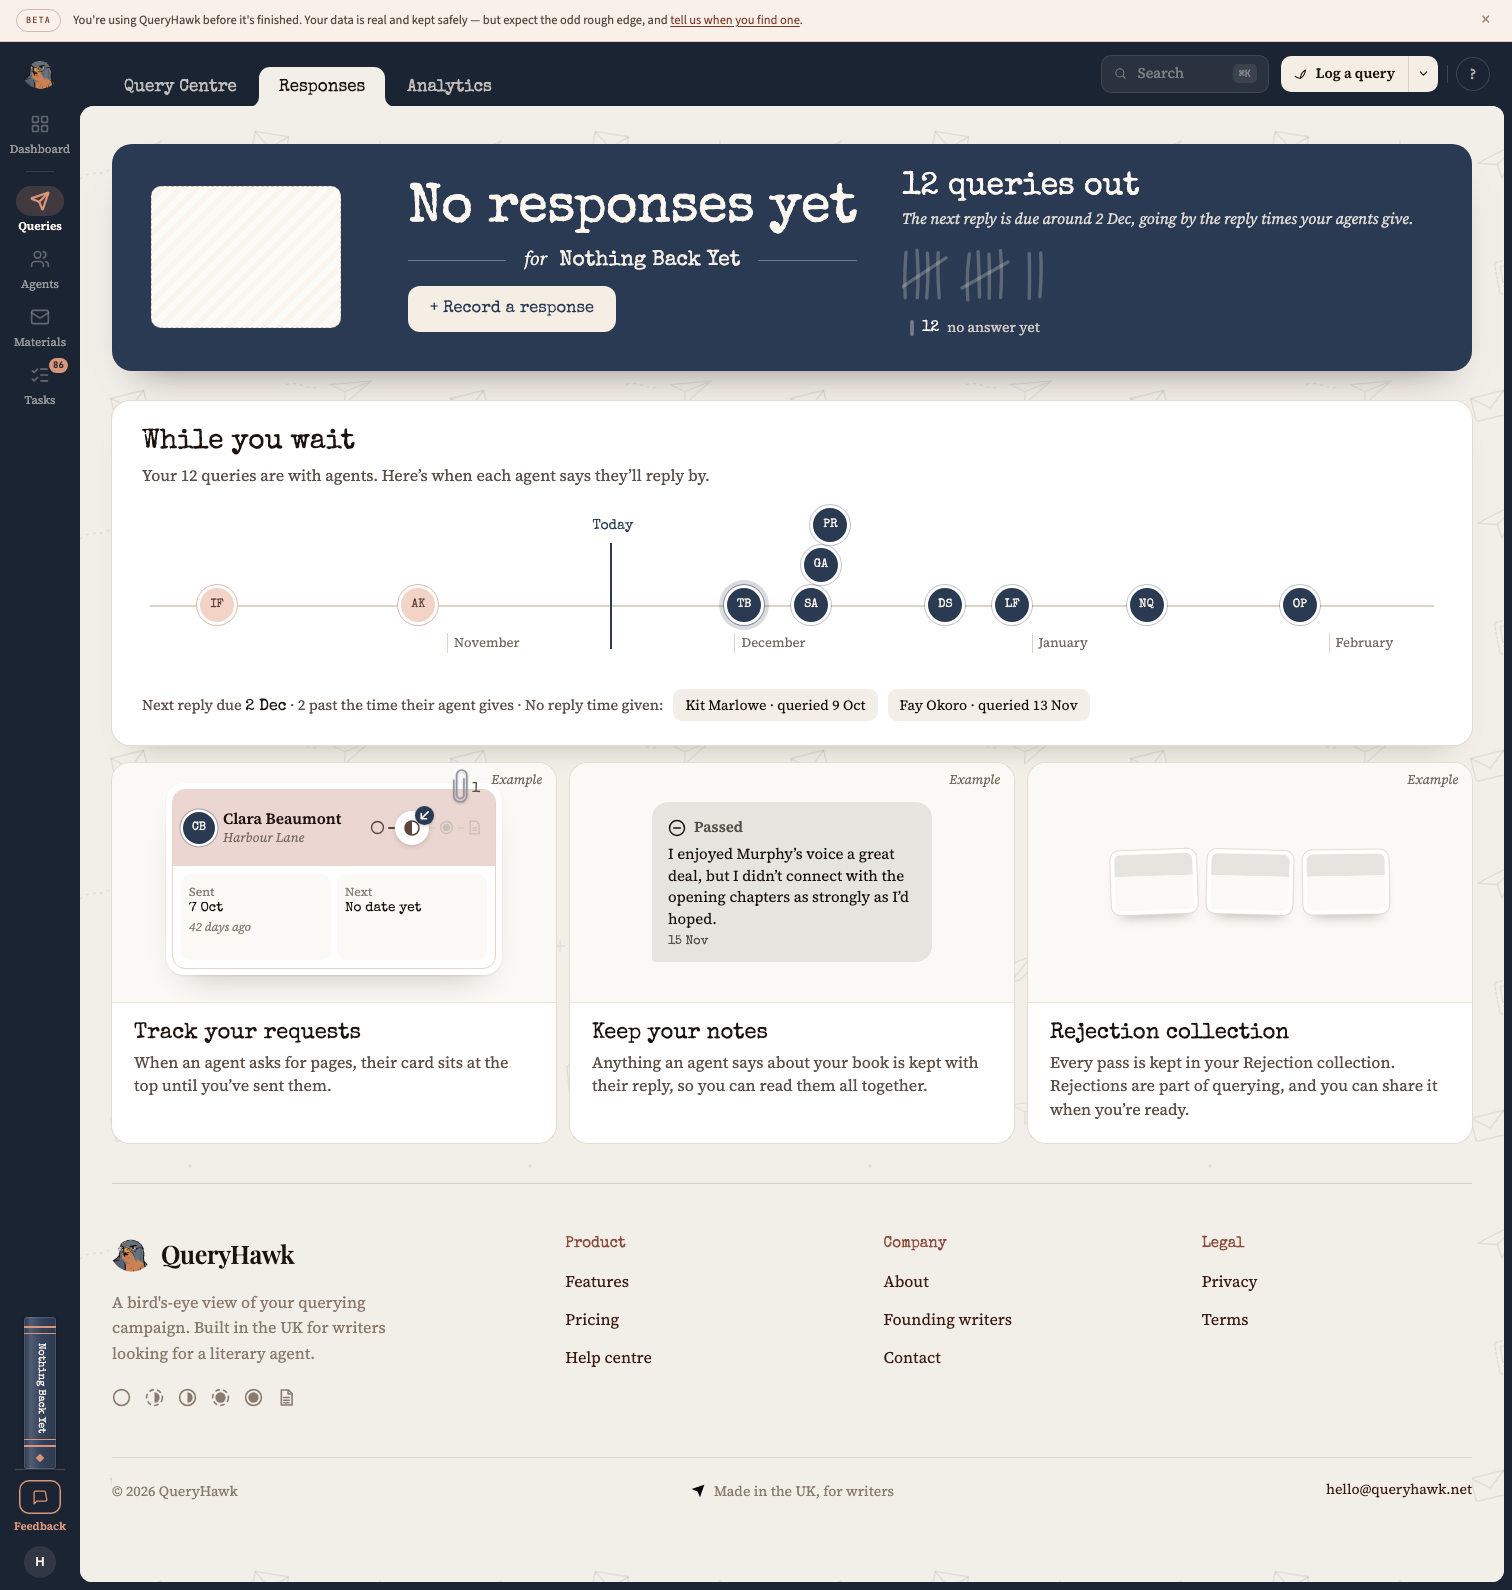 BETA You're using QueryHawk before it's finished. Your data is real and kept safely — but expect the odd rough edge, and tell us when you find one. ×
Query Centre
Responses
Analytics
Search ⌘K
Log a query
?
Dashboard
Queries
Agents
Materials
86
Tasks
No responses yet
for Nothing Back Yet
+ Record a response
12 queries out
The next reply is due around 2 Dec, going by the reply times your agents give.
12 no answer yet
While you wait
Your 12 queries are with agents. Here's when each agent says they'll reply by.
Today
PR
GA
IF
AK
TB
SA
DS
LF
NQ
OP
November
December
January
February
Next reply due 2 Dec · 2 past the time their agent gives · No reply time given: Kit Marlowe · queried 9 Oct Fay Okoro · queried 13 Nov
Example
1
CB
Clara Beaumont
Harbour Lane
Sent
7 Oct
42 days ago
Next
No date yet
Track your requests
When an agent asks for pages, their card sits at the
top until you've sent them.
Example
Passed
I enjoyed Murphy's voice a great
deal, but I didn't connect with the
opening chapters as strongly as I'd
hoped.
15 Nov
Keep your notes
Anything an agent says about your book is kept with
their reply, so you can read them all together.
Example
Rejection collection
Every pass is kept in your Rejection collection.
Rejections are part of querying, and you can share it
when you're ready.
QueryHawk
A bird's-eye view of your querying
campaign. Built in the UK for writers
looking for a literary agent.
Product
Features
Pricing
Help centre
Company
About
Founding writers
Contact
Legal
Privacy
Terms
Nothing Back Yet
Feedback
H
© 2026 QueryHawk
Made in the UK, for writers
hello@queryhawk.net